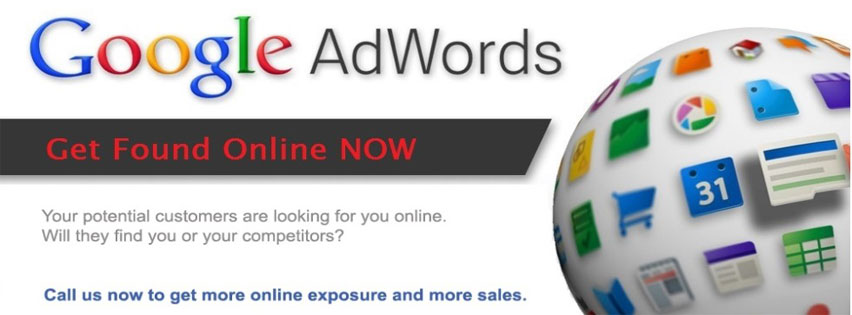 Google AdWords
Get Found Online NOW
Your potential customers are looking for you online.
Will they find you or your competitors?
Call us now to get more online exposure and more sales.
31